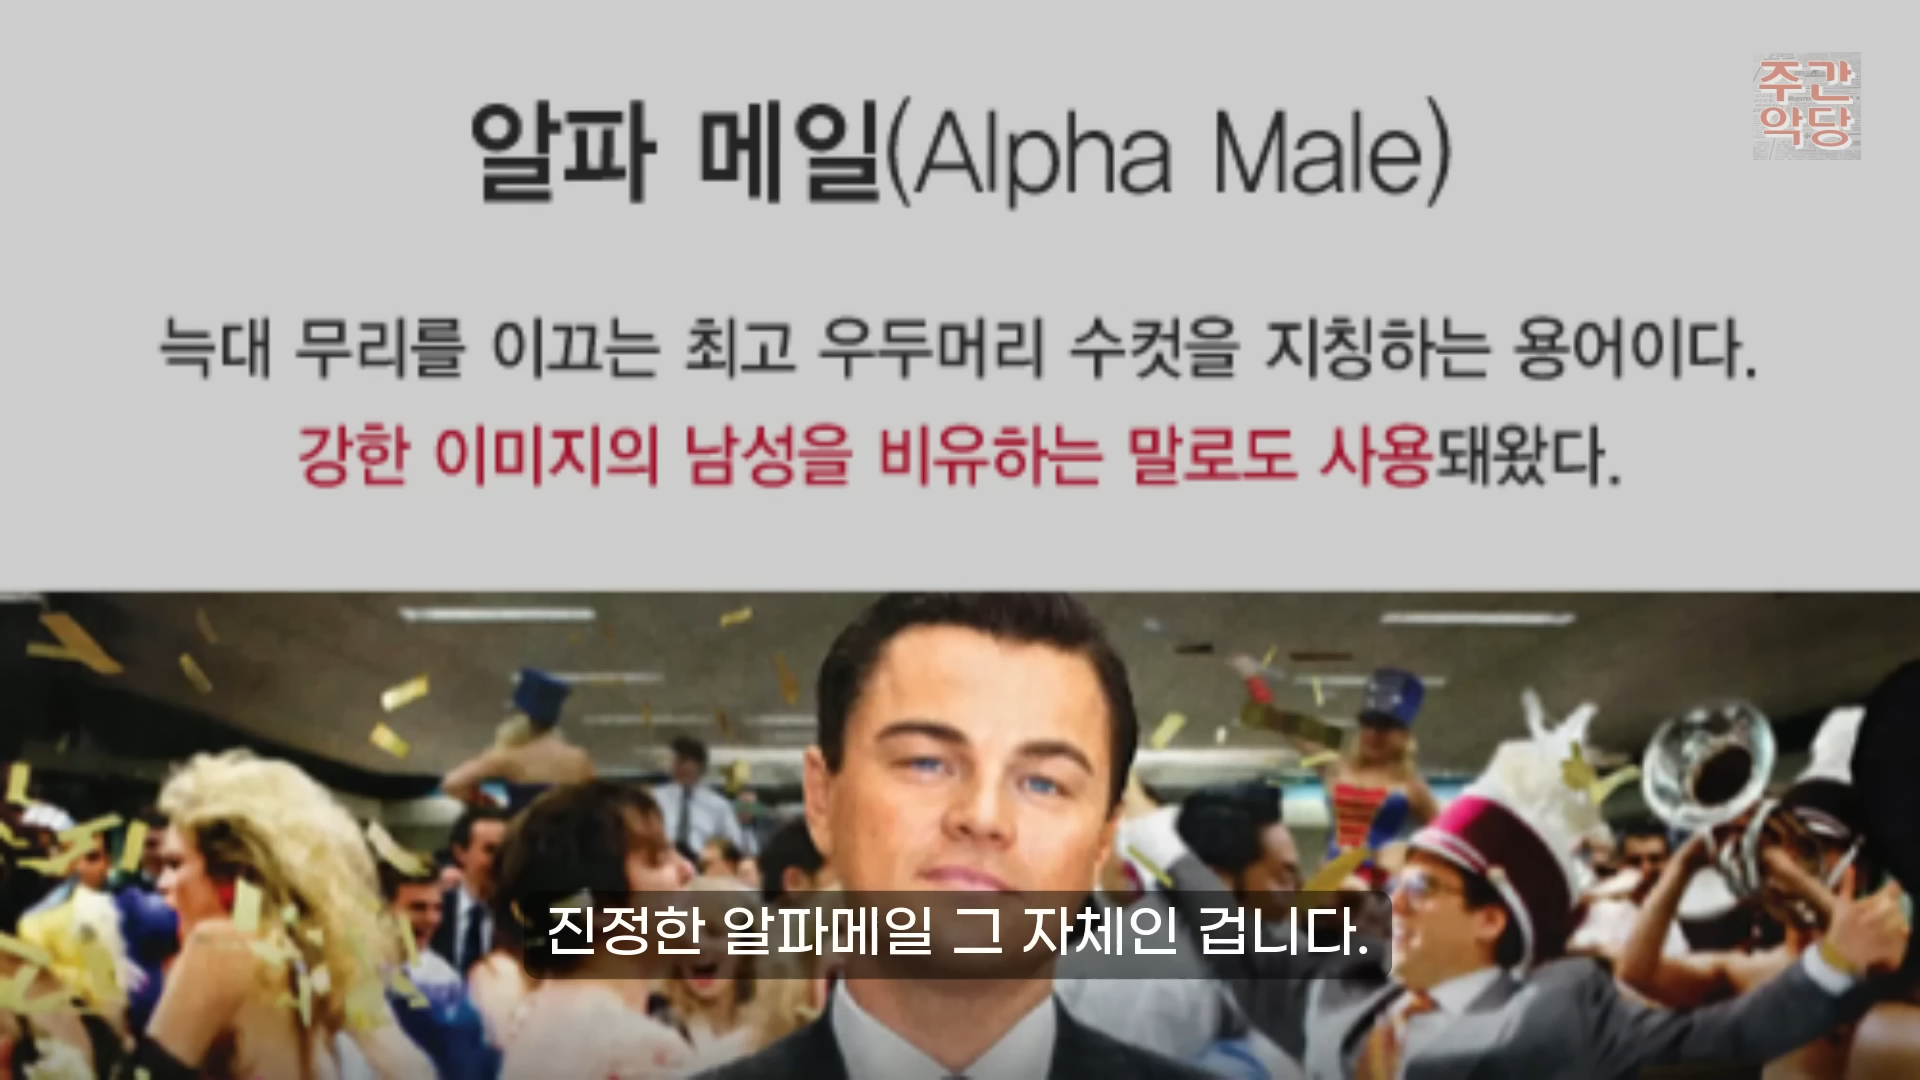 주간
악당
알파 메일(Alpha Male)
늑대 무리를 이끄는 최고 우두머리 수컷을 지칭하는 용어이다.
강한 이미지의 남성을 비유하는 말로도 사용돼왔다.
진정한 알파메일 그 자체인 겁니다.